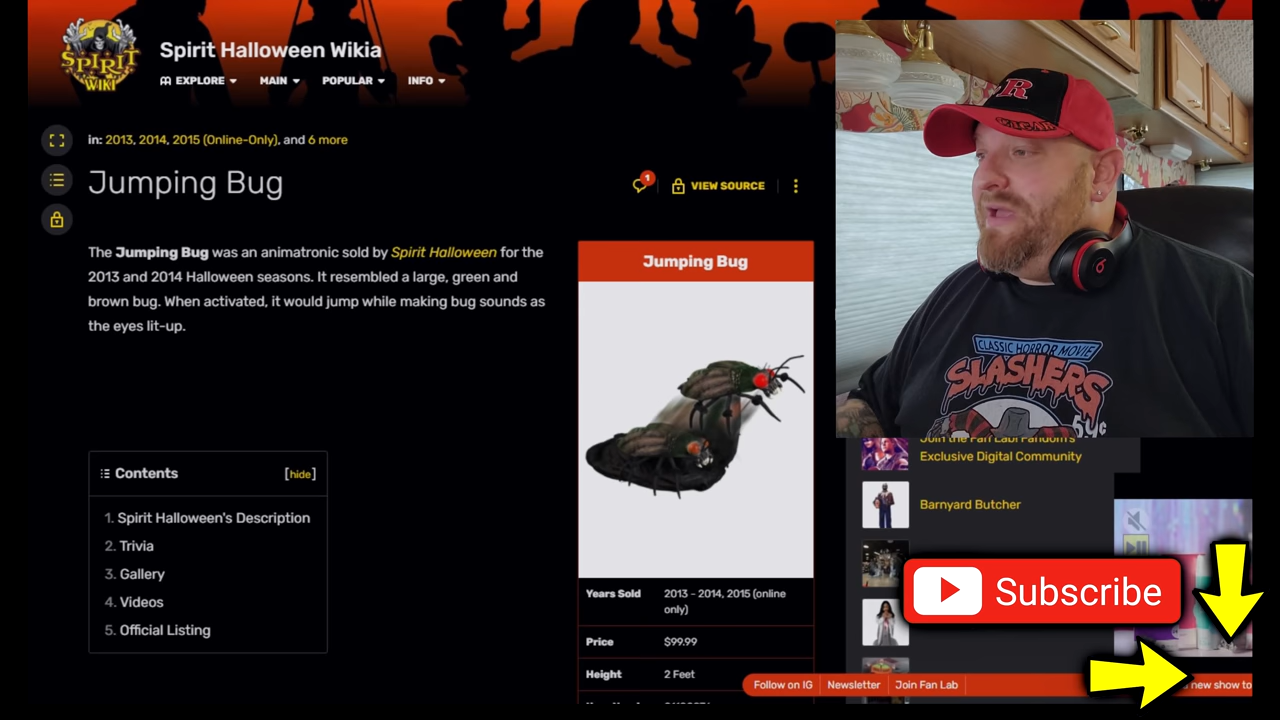 SPIRIT
WIKI
Spirit Halloween Wikia
EXPLORE
MAIN
POPULAR
INFO
in: 2013, 2014, 2015 (Online-Only), and 6 more
Jumping Bug
1
VIEW SOURCE
The Jumping Bug was an animatronic sold by Spirit Halloween for the
2013 and 2014 Halloween seasons. It resembled a large, green and
brown bug. When activated, it would jump while making bug sounds as
the eyes lit-up.
Contents [hide]
1. Spirit Halloween's Description
2. Trivia
3. Gallery
4. Videos
5. Official Listing
Jumping Bug
Years Sold 2013 - 2014, 2015 (online
only)
Price $99.99
Height 2 Feet
R
CLASSIC HORROR MOVIE
SLASHERS
Join the Fan Lab! Fandom's
Exclusive Digital Community
Barnyard Butcher
Subscribe
Follow on IG
Newsletter
Join Fan Lab
new show to